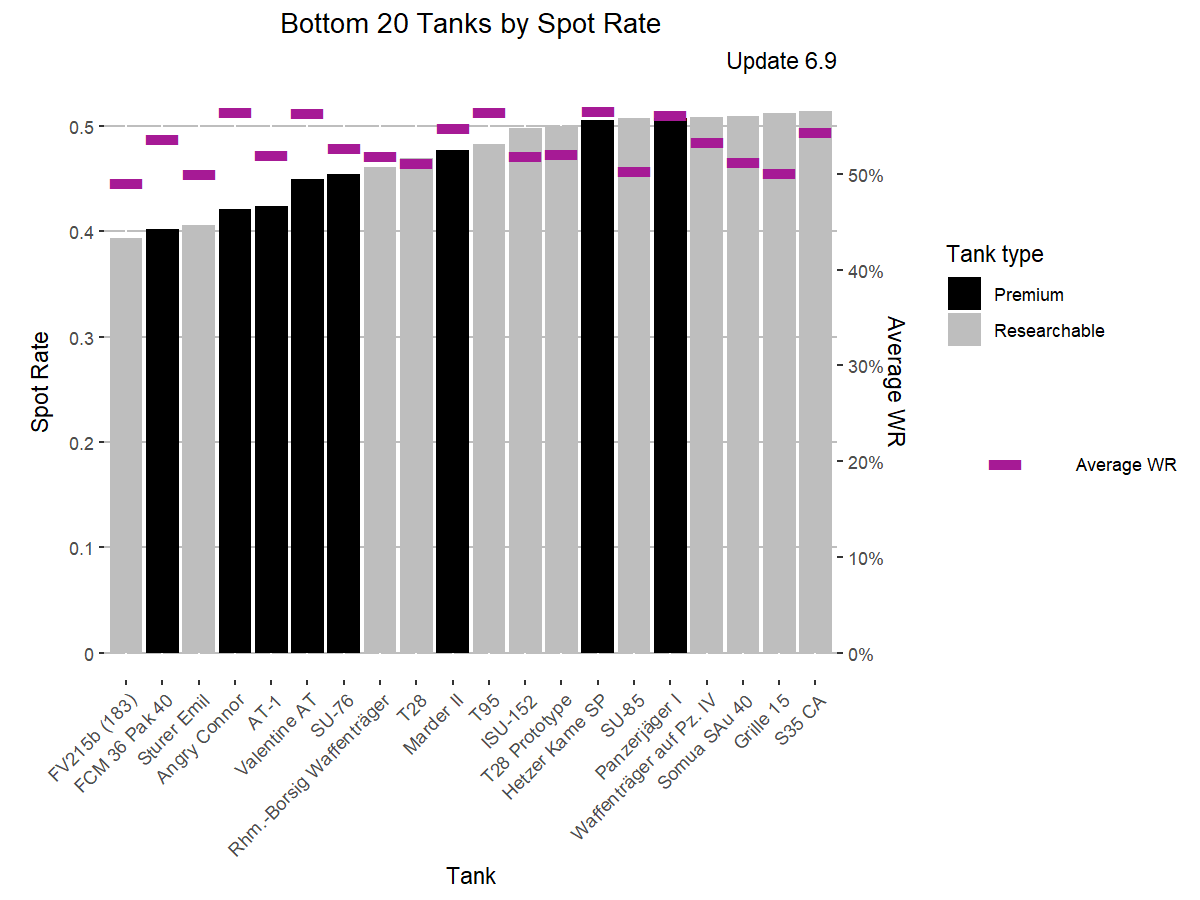 Bottom 20 Tanks by Spot Rate
Update 6.9
Spot Rate
0.5
0.4
0.3
0.2
0.1
0
50%
40%
30%
20%
10%
0%
Average WR
FV215b (183)
FCM 36 Pak 40
Sturer Emil
Angry Connor
AT-1
Valentine AT
SU-76
Rhm.-Borsig Waffenträger
T28
Marder II
T95
ISU-152
T28 Prototype
Hetzer Kame SP
SU-85
Panzerjäger I
Waffenträger auf Pz. IV
Somua SAu 40
Grille 15
S35 CA
Tank
Tank type
Premium
Researchable
Average WR